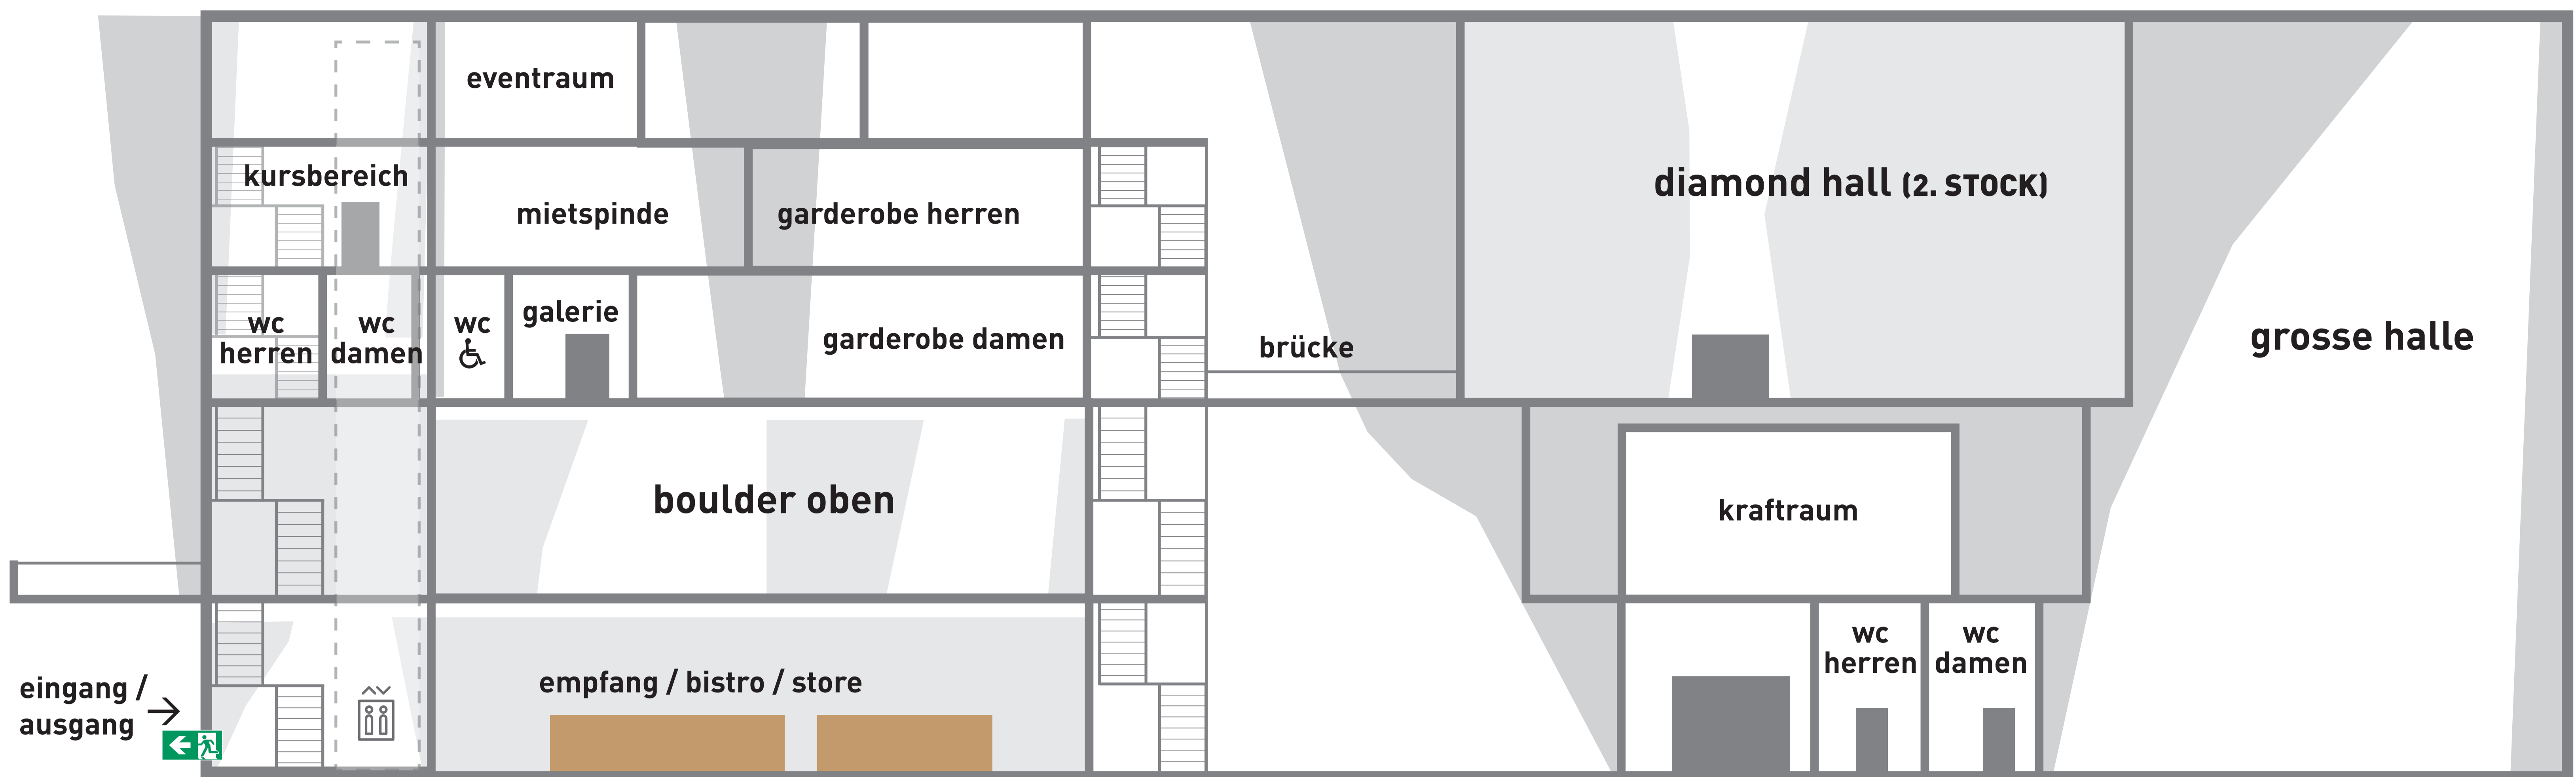 eventraum
kursbereich
mietspinde
garderobe herren
diamond hall (2. STOCK)
wc
herren
wc
damen
wc
galerie
garderobe damen
brücke
grosse halle
boulder oben
kraftraum
eingang /
ausgang
empfang / bistro / store
wc
herren
wc
damen